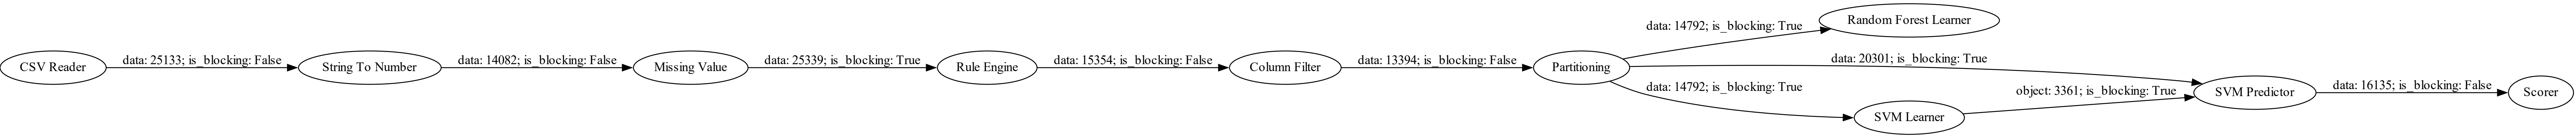 CSV Reader
data: 25133; is_blocking: False
String To Number
data: 14082; is_blocking: False
Missing Value
data: 25339; is_blocking: True
Rule Engine
data: 15354; is_blocking: False
Column Filter
data: 13394; is_blocking: False
Partitioning
data: 14792; is_blocking: True
Random Forest Learner
data: 20301; is_blocking: True
data: 14792; is_blocking: True
SVM Learner
object: 3361; is_blocking: True
SVM Predictor
data: 16135; is_blocking: False
Scorer